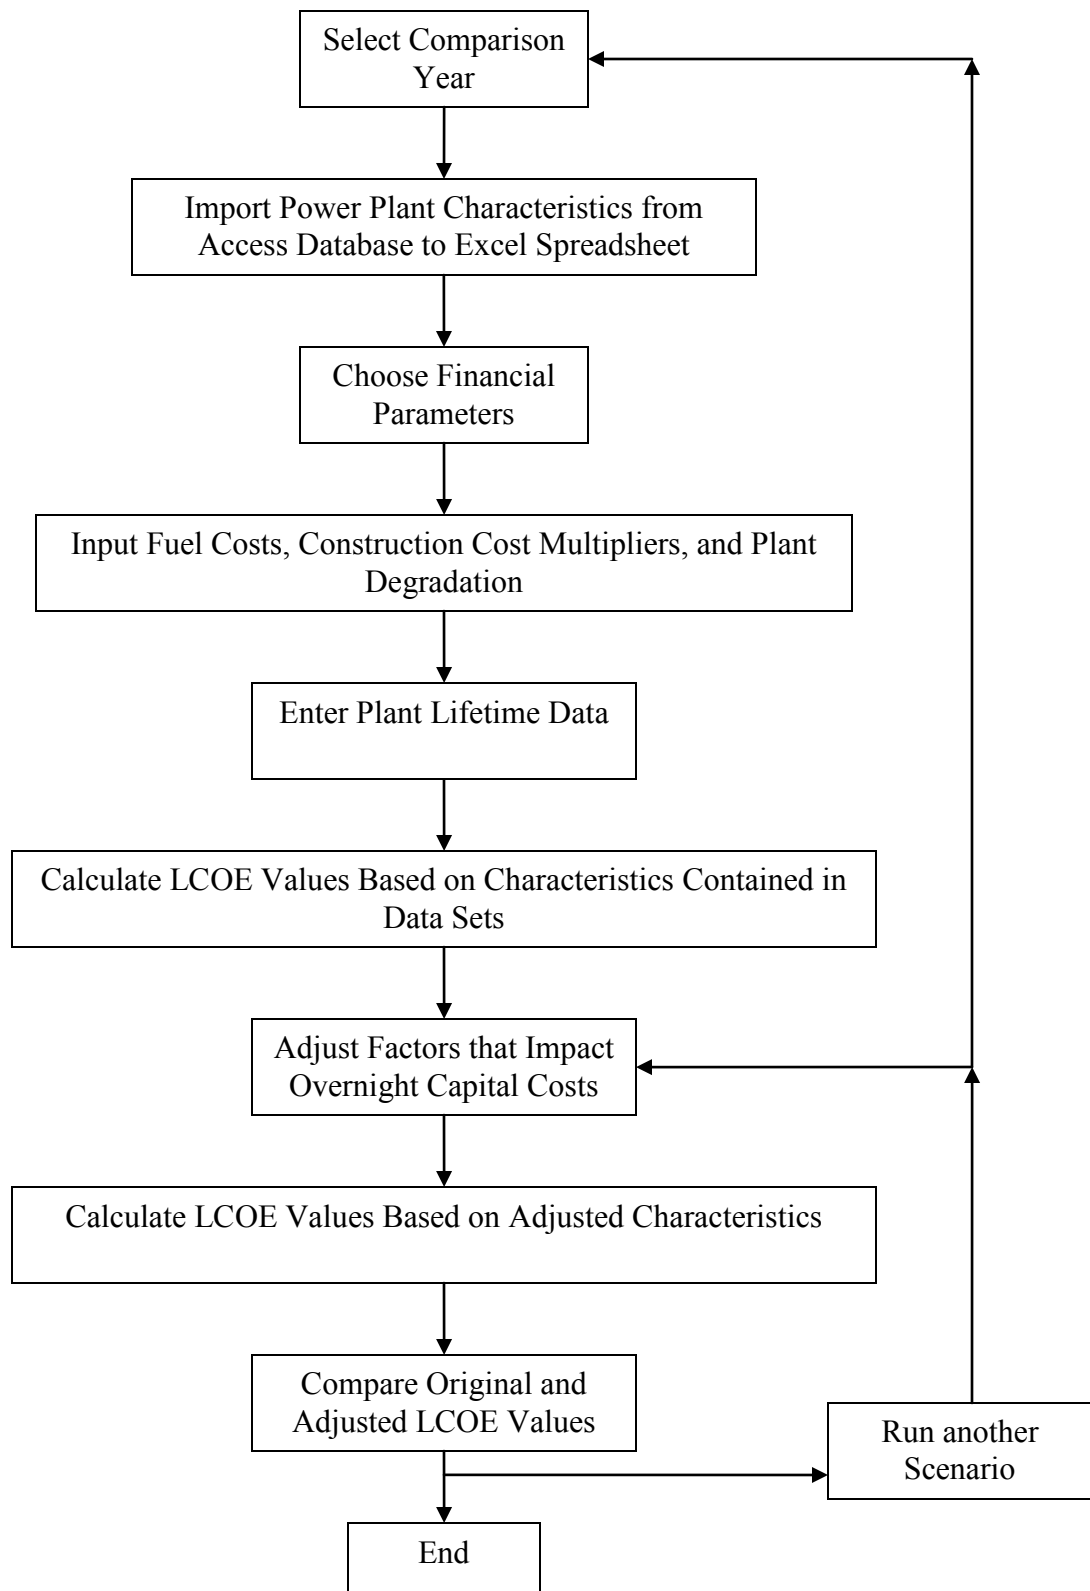 Select Comparison
Year
Import Power Plant Characteristics from
Access Database to Excel Spreadsheet
Choose Financial
Parameters
Input Fuel Costs, Construction Cost Multipliers, and Plant
Degradation
Enter Plant Lifetime Data
Calculate LCOE Values Based on Characteristics Contained in
Data Sets
Adjust Factors that Impact
Overnight Capital Costs
Calculate LCOE Values Based on Adjusted Characteristics
Compare Original and
Adjusted LCOE Values
Run another
Scenario
End